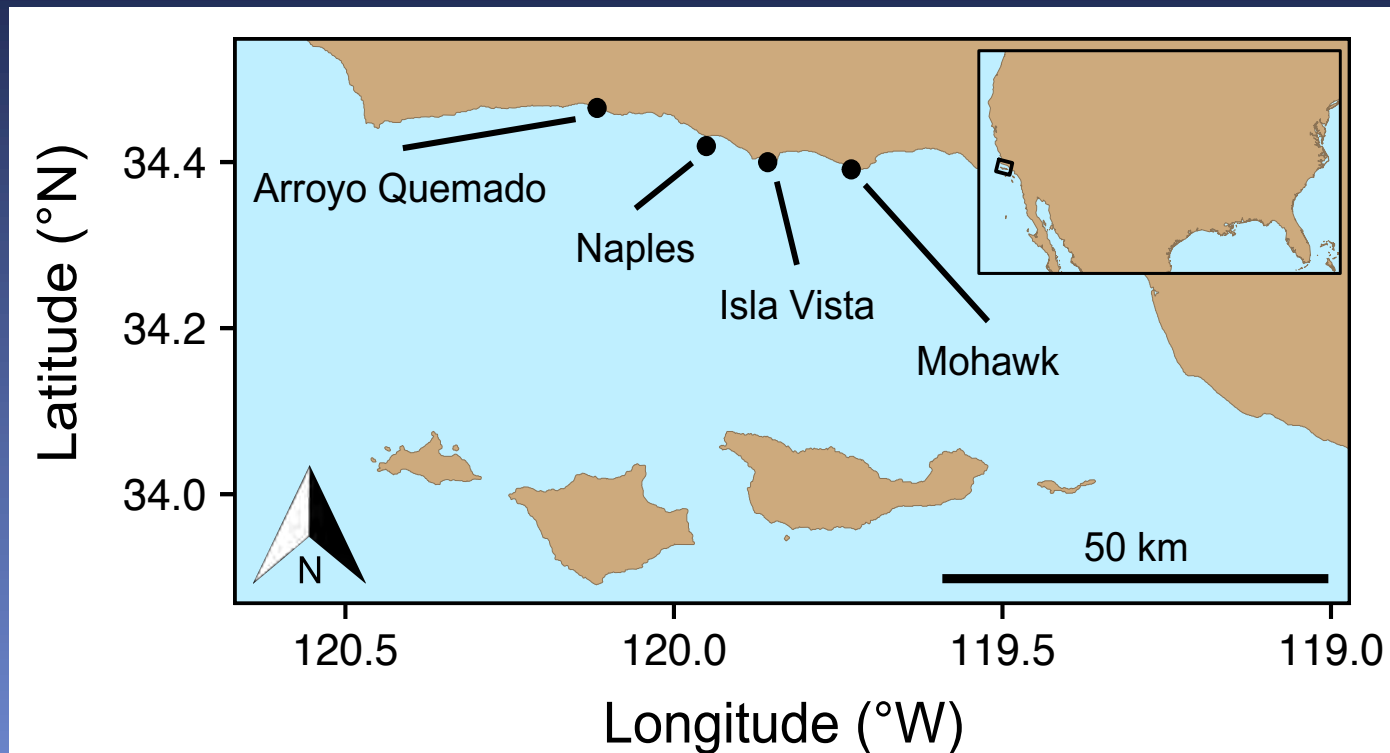 Arroyo Quemado
Naples
Isla Vista
Mohawk
50 km
N
Latitude (°N)
34.4
34.2
34.0
120.5
120.0
119.5
119.0
Longitude (°W)